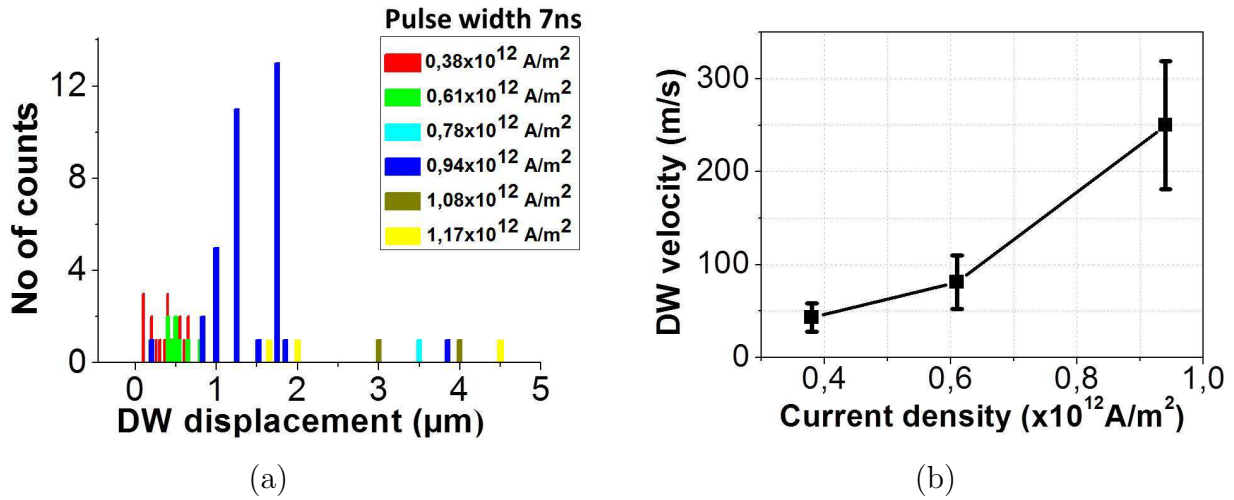 Pulse width 7ns
0,38x10¹² A/m²
0,61x10¹² A/m²
0,78x10¹² A/m²
0,94x10¹² A/m²
1,08x10¹² A/m²
1,17x10¹² A/m²
No of counts
12
8
4
0
0 1 2 3 4 5
DW displacement (µm)
(a)
DW velocity (m/s)
300
200
100
0
0,4 0,6 0,8 1,0
Current density (x10¹²A/m²)
(b)